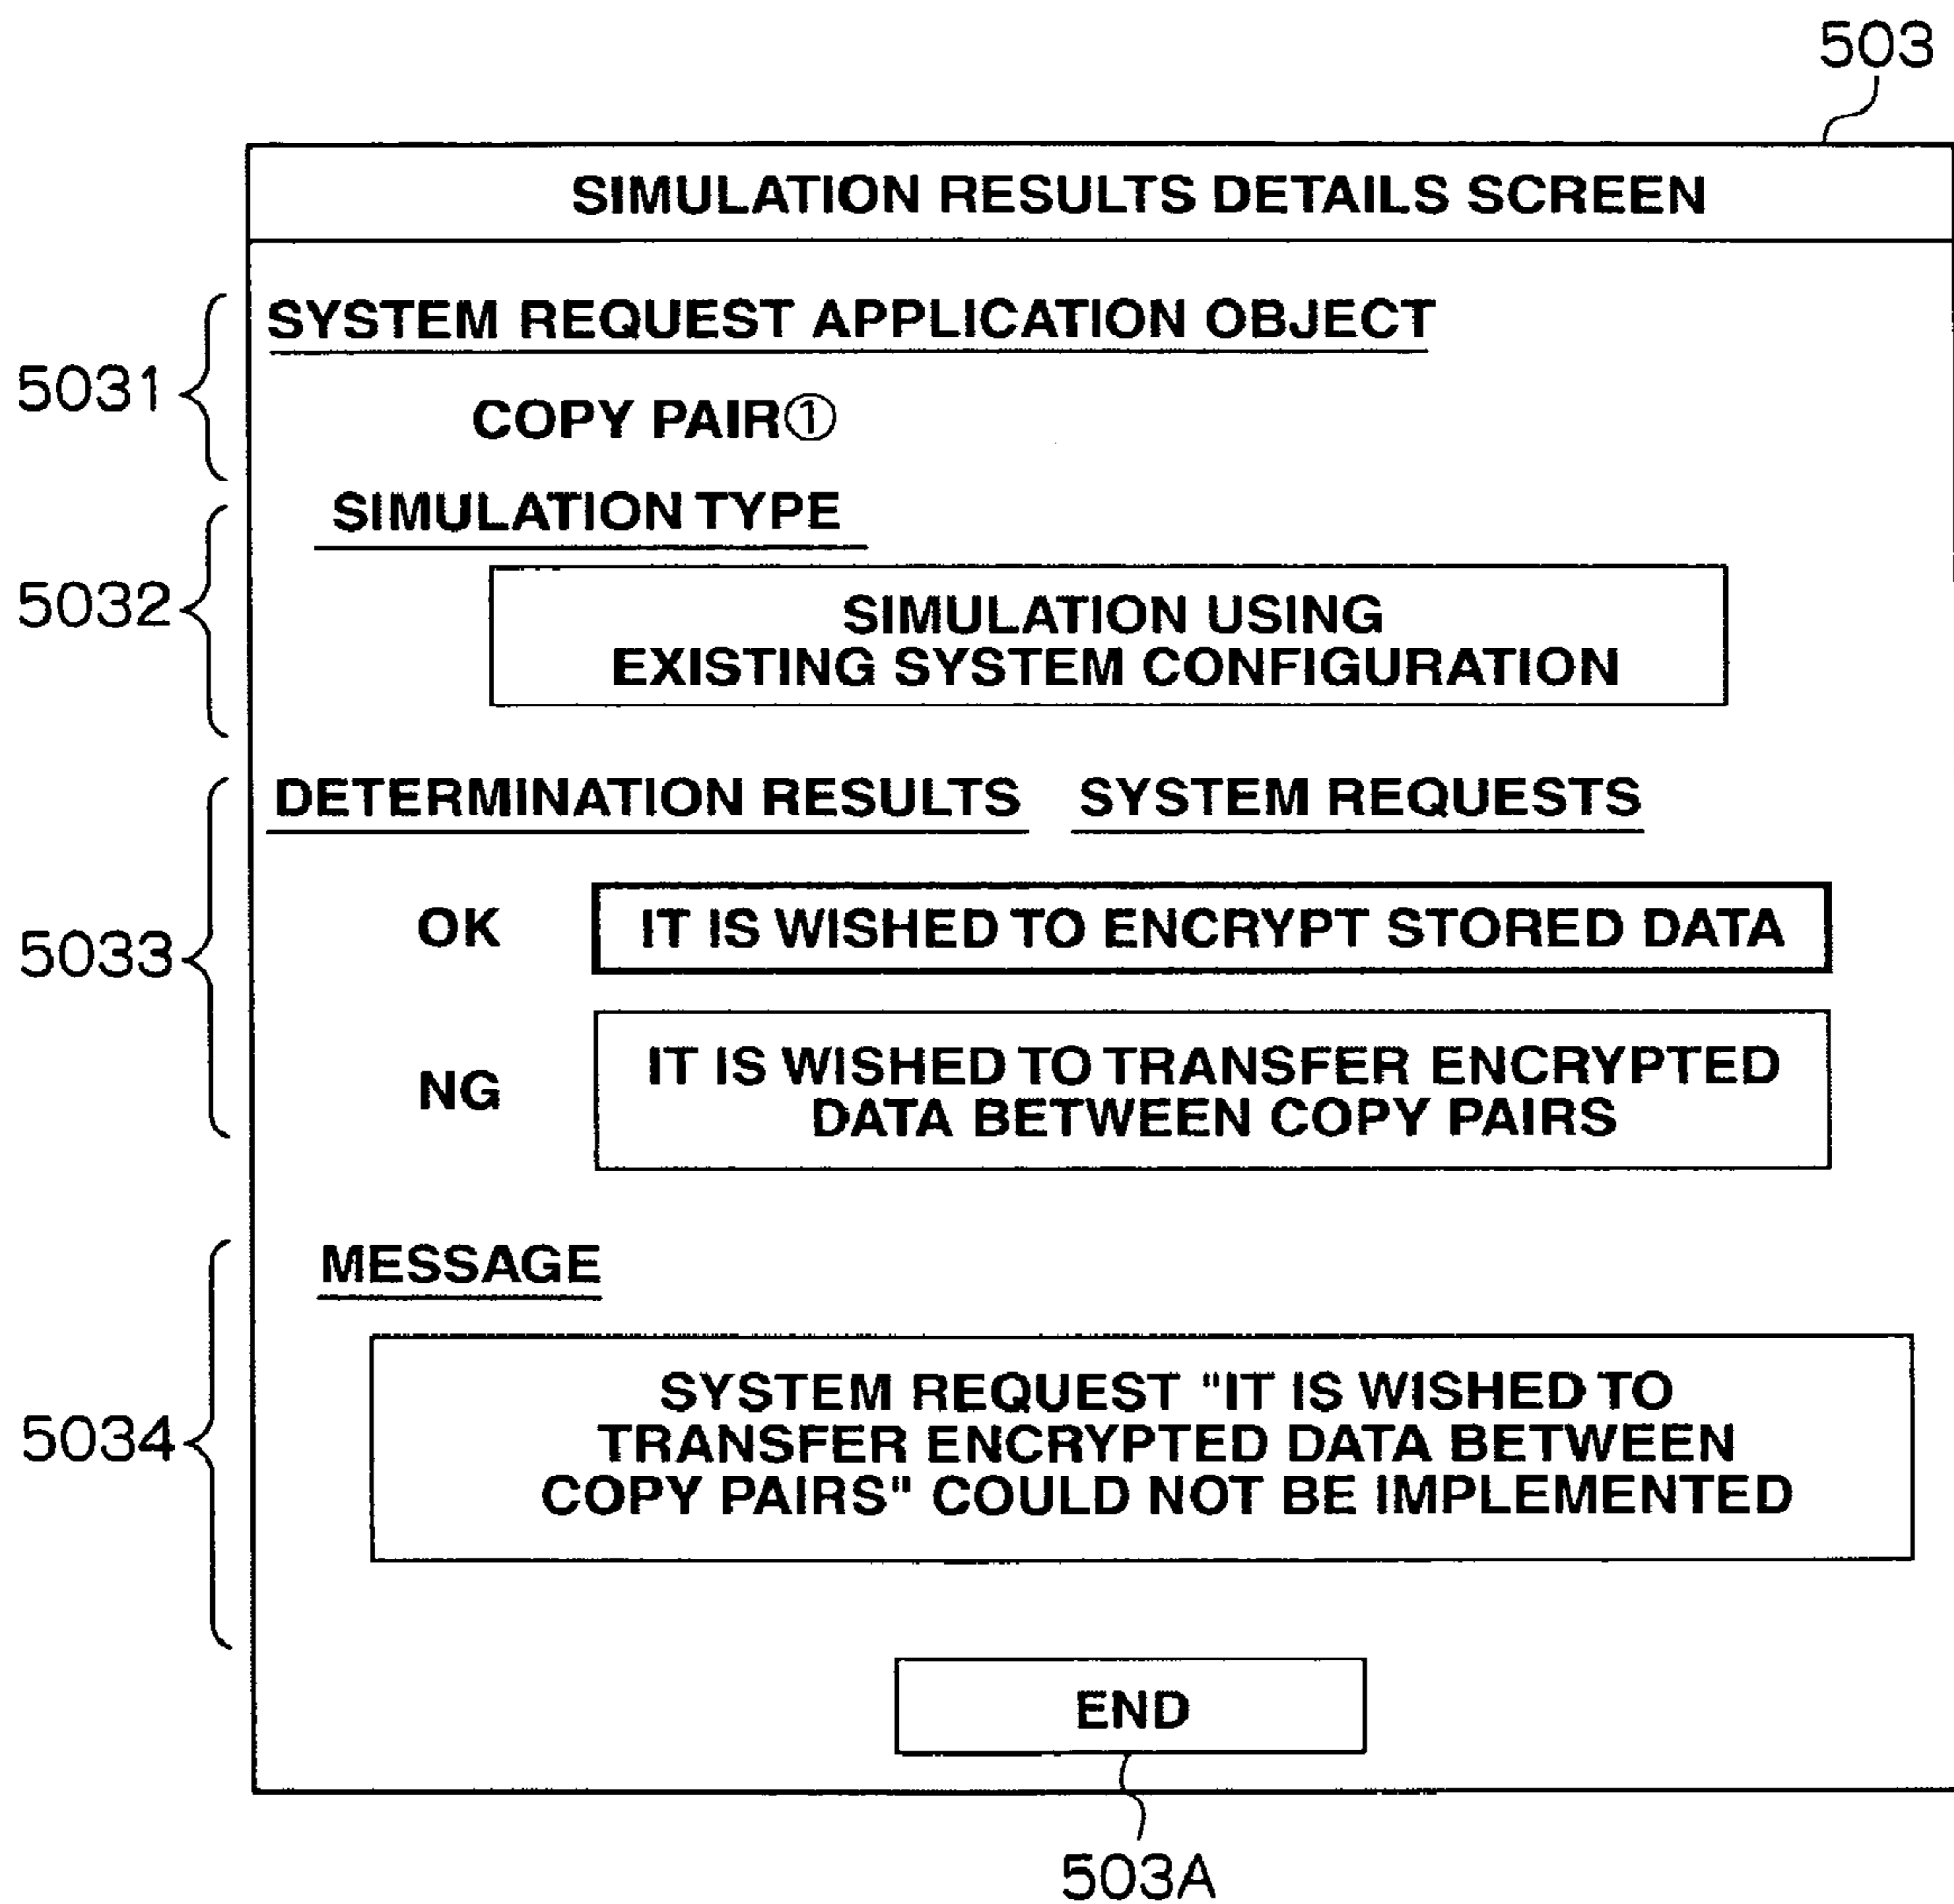 503
SIMULATION RESULTS DETAILS SCREEN
SYSTEM REQUEST APPLICATION OBJECT
5031
COPY PAIR①
SIMULATION TYPE
5032
SIMULATION USING
EXISTING SYSTEM CONFIGURATION
DETERMINATION RESULTS SYSTEM REQUESTS
OK IT IS WISHED TO ENCRYPT STORED DATA
5033
NG IT IS WISHED TO TRANSFER ENCRYPTED
DATA BETWEEN COPY PAIRS
MESSAGE
5034
SYSTEM REQUEST "IT IS WISHED TO
TRANSFER ENCRYPTED DATA BETWEEN
COPY PAIRS" COULD NOT BE IMPLEMENTED
END
503A